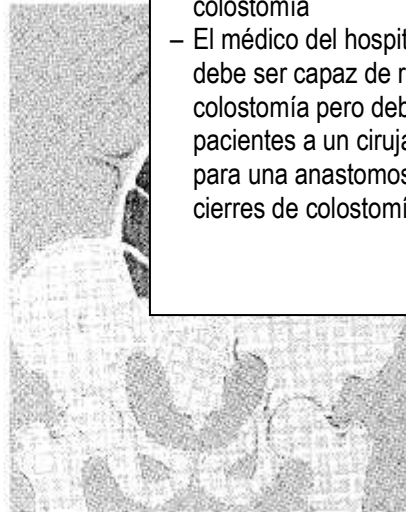 colostomía
– El médico del hospit
debe ser capaz de r
colostomía pero deb
pacientes a un ciruja
para una anastomos
cierres de colostomí